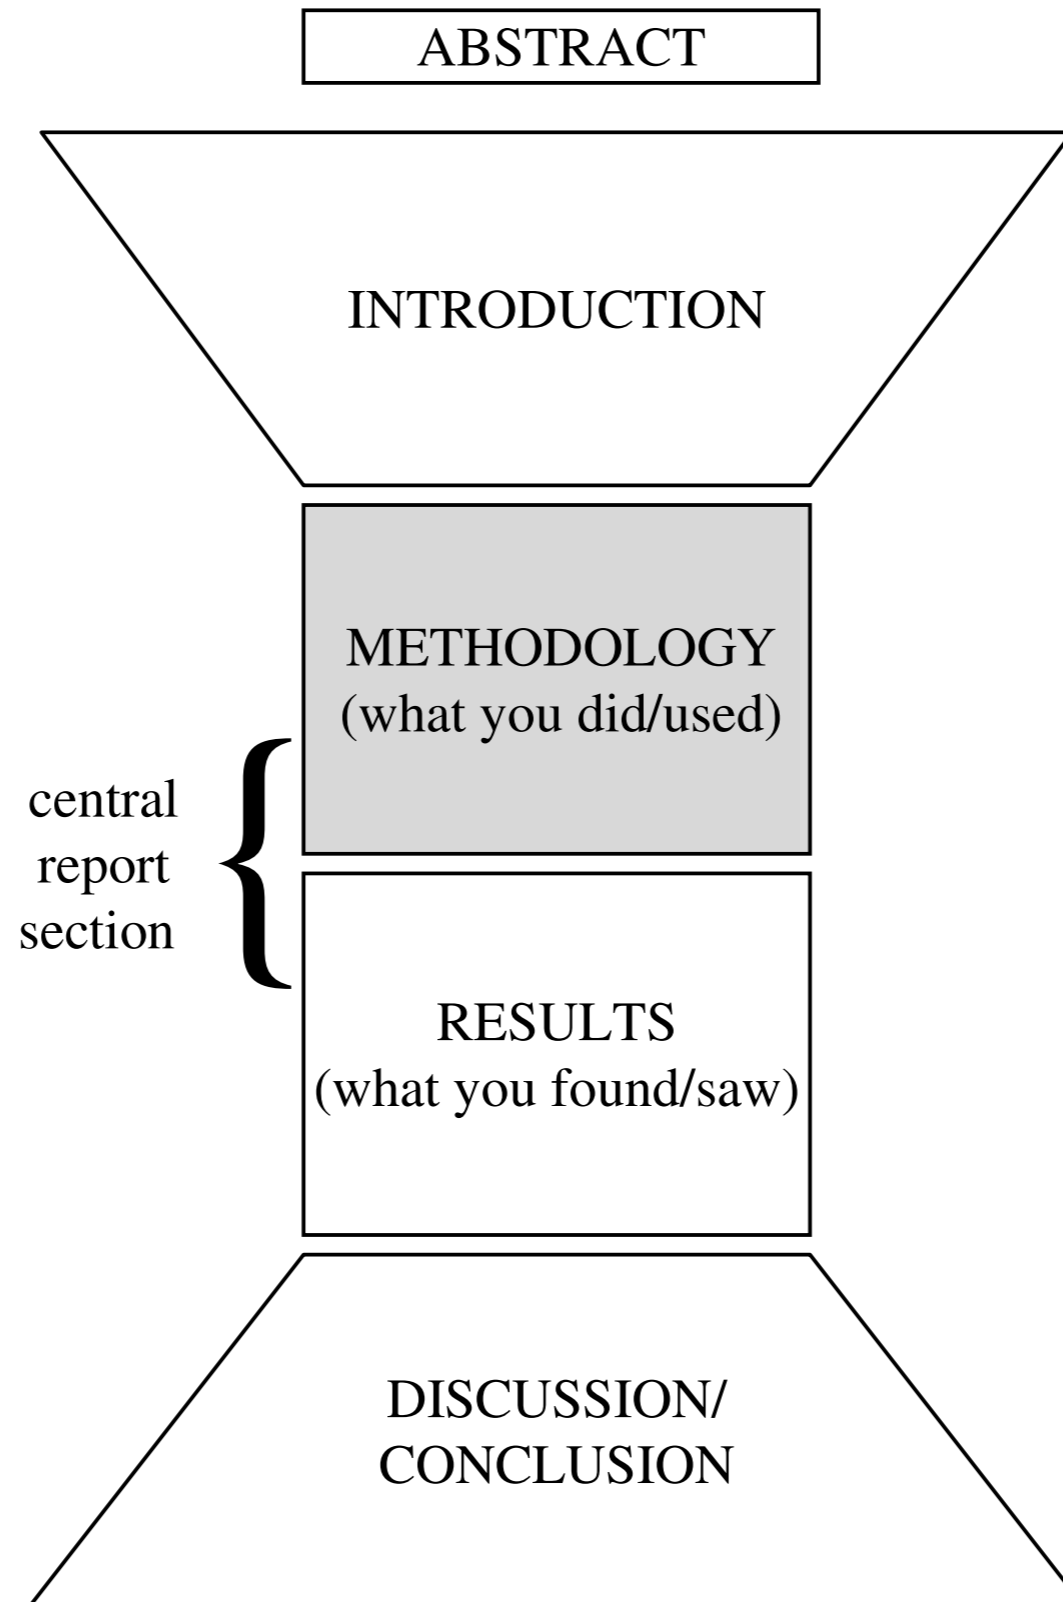 ABSTRACT
INTRODUCTION
METHODOLOGY
(what you did/used)
central
report
section
RESULTS
(what you found/saw)
DISCUSSION/
CONCLUSION